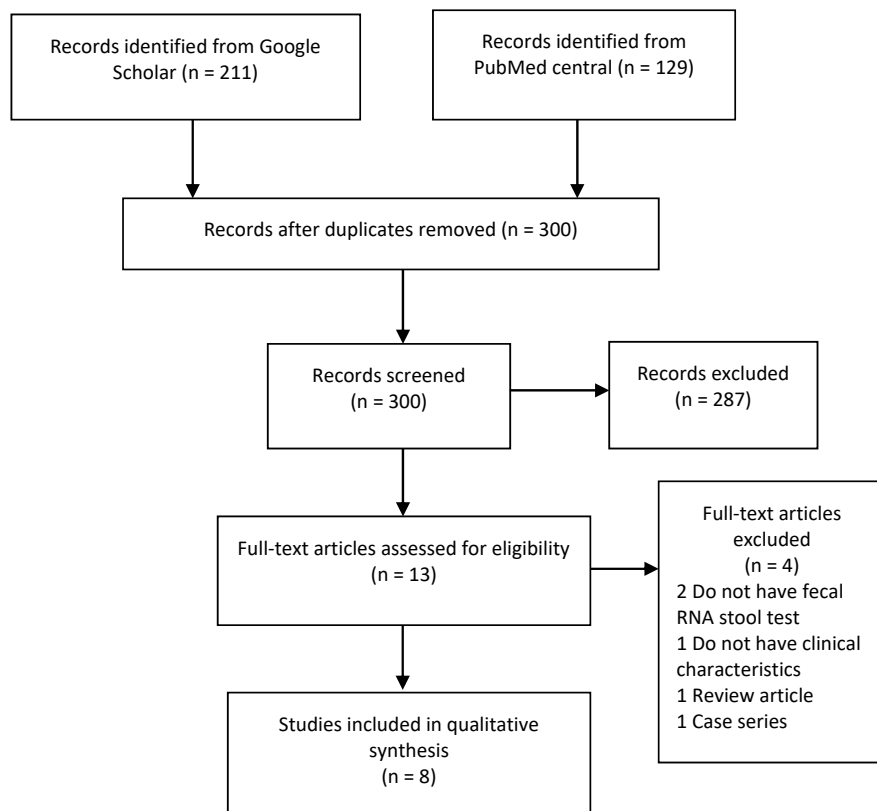 Records identified from Google
Scholar (n = 211)
Records identified from
PubMed central (n = 129)
Records after duplicates removed (n = 300)
Records screened
(n = 300)
Records excluded
(n = 287)
Full-text articles assessed for eligibility
(n = 13)
Full-text articles
excluded
(n = 4)
2 Do not have fecal
RNA stool test
1 Do not have clinical
characteristics
1 Review article
1 Case series
Studies included in qualitative
synthesis
(n = 8)